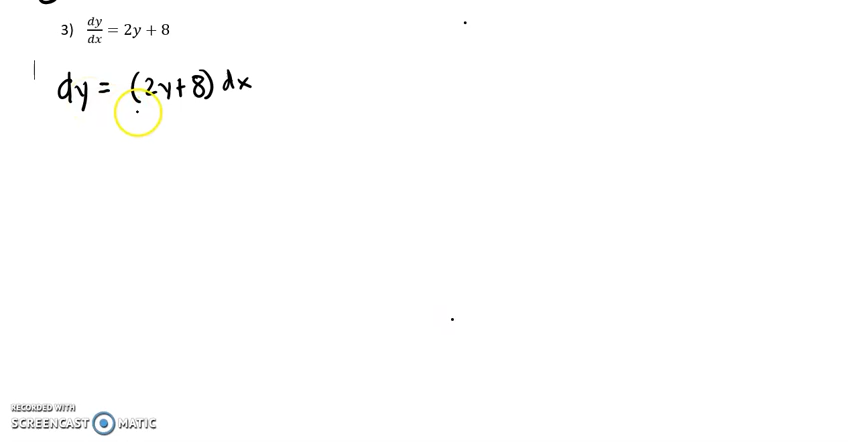 3) dy/dx = 2y + 8
dy = (2y+8) dx
RECORDED WITH
SCREENCAST MATIC